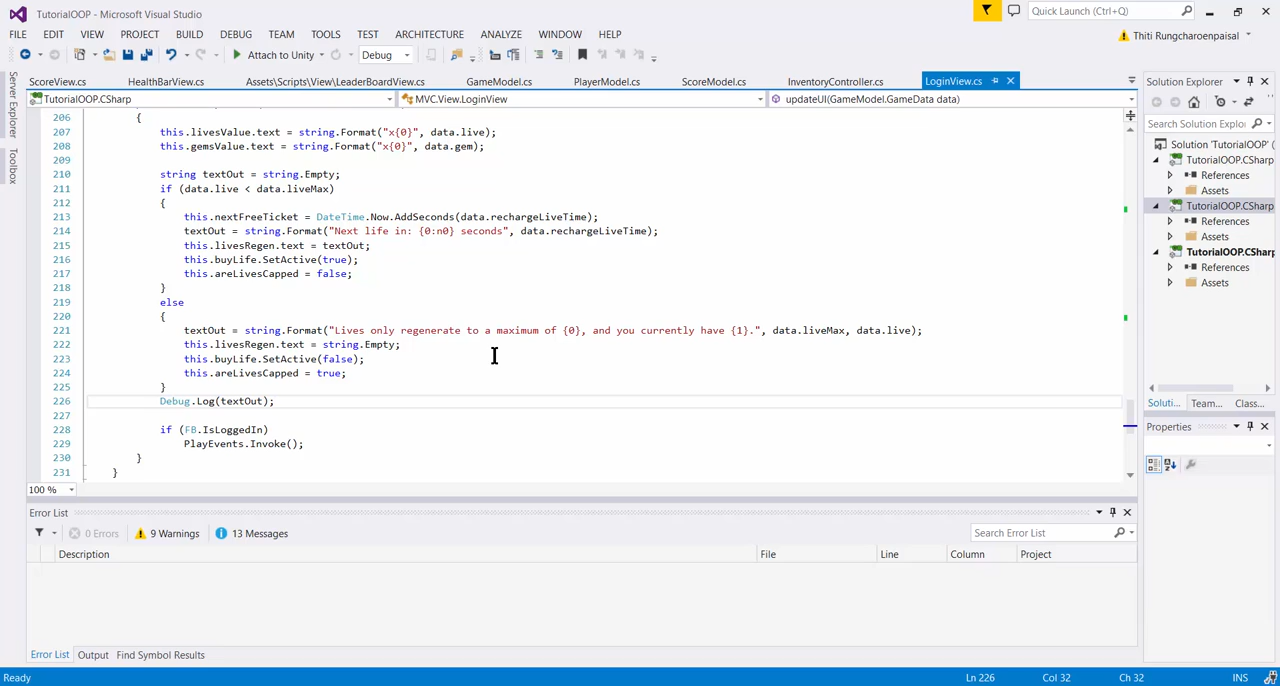 TutorialOOP - Microsoft Visual Studio
Quick Launch (Ctrl+Q)
FILE EDIT VIEW PROJECT BUILD DEBUG TEAM TOOLS TEST ARCHITECTURE ANALYZE WINDOW HELP
Thiti Rungcharoenpaisal
Attach to Unity Debug
Server Explorer
Toolbox
ScoreView.cs HealthBarView.cs Assets\Scripts\View\LeaderBoardView.cs GameModel.cs PlayerModel.cs ScoreModel.cs InventoryController.cs LoginView.cs
TutorialOOP.CSharp MVC.View.LoginView updateUI(GameModel.GameData data)
206 {
207 this.livesValue.text = string.Format("x{0}", data.live);
208 this.gemsValue.text = string.Format("x{0}", data.gem);
209
210 string textOut = string.Empty;
211 if (data.live < data.liveMax)
212 {
213 this.nextFreeTicket = DateTime.Now.AddSeconds(data.rechargeLiveTime);
214 textOut = string.Format("Next life in: {0:n0} seconds", data.rechargeLiveTime);
215 this.livesRegen.text = textOut;
216 this.buyLife.SetActive(true);
217 this.areLivesCapped = false;
218 }
219 else
220 {
221 textOut = string.Format("Lives only regenerate to a maximum of {0}, and you currently have {1}.", data.liveMax, data.live);
222 this.livesRegen.text = string.Empty;
223 this.buyLife.SetActive(false);
224 this.areLivesCapped = true;
225 }
226 Debug.Log(textOut);
227
228 if (FB.IsLoggedIn)
229 PlayEvents.Invoke();
230 }
231 }
100 %
Solution Explorer
Search Solution Explo
Solution 'TutorialOOP' (
TutorialOOP.CSharp
References
Assets
TutorialOOP.CSharp
References
Assets
TutorialOOP.CSharp
References
Assets
Soluti... Team... Class...
Properties
Error List
0 Errors 9 Warnings 13 Messages
Search Error List
Description File Line Column Project
Error List Output Find Symbol Results
Ready Ln 226 Col 32 Ch 32 INS